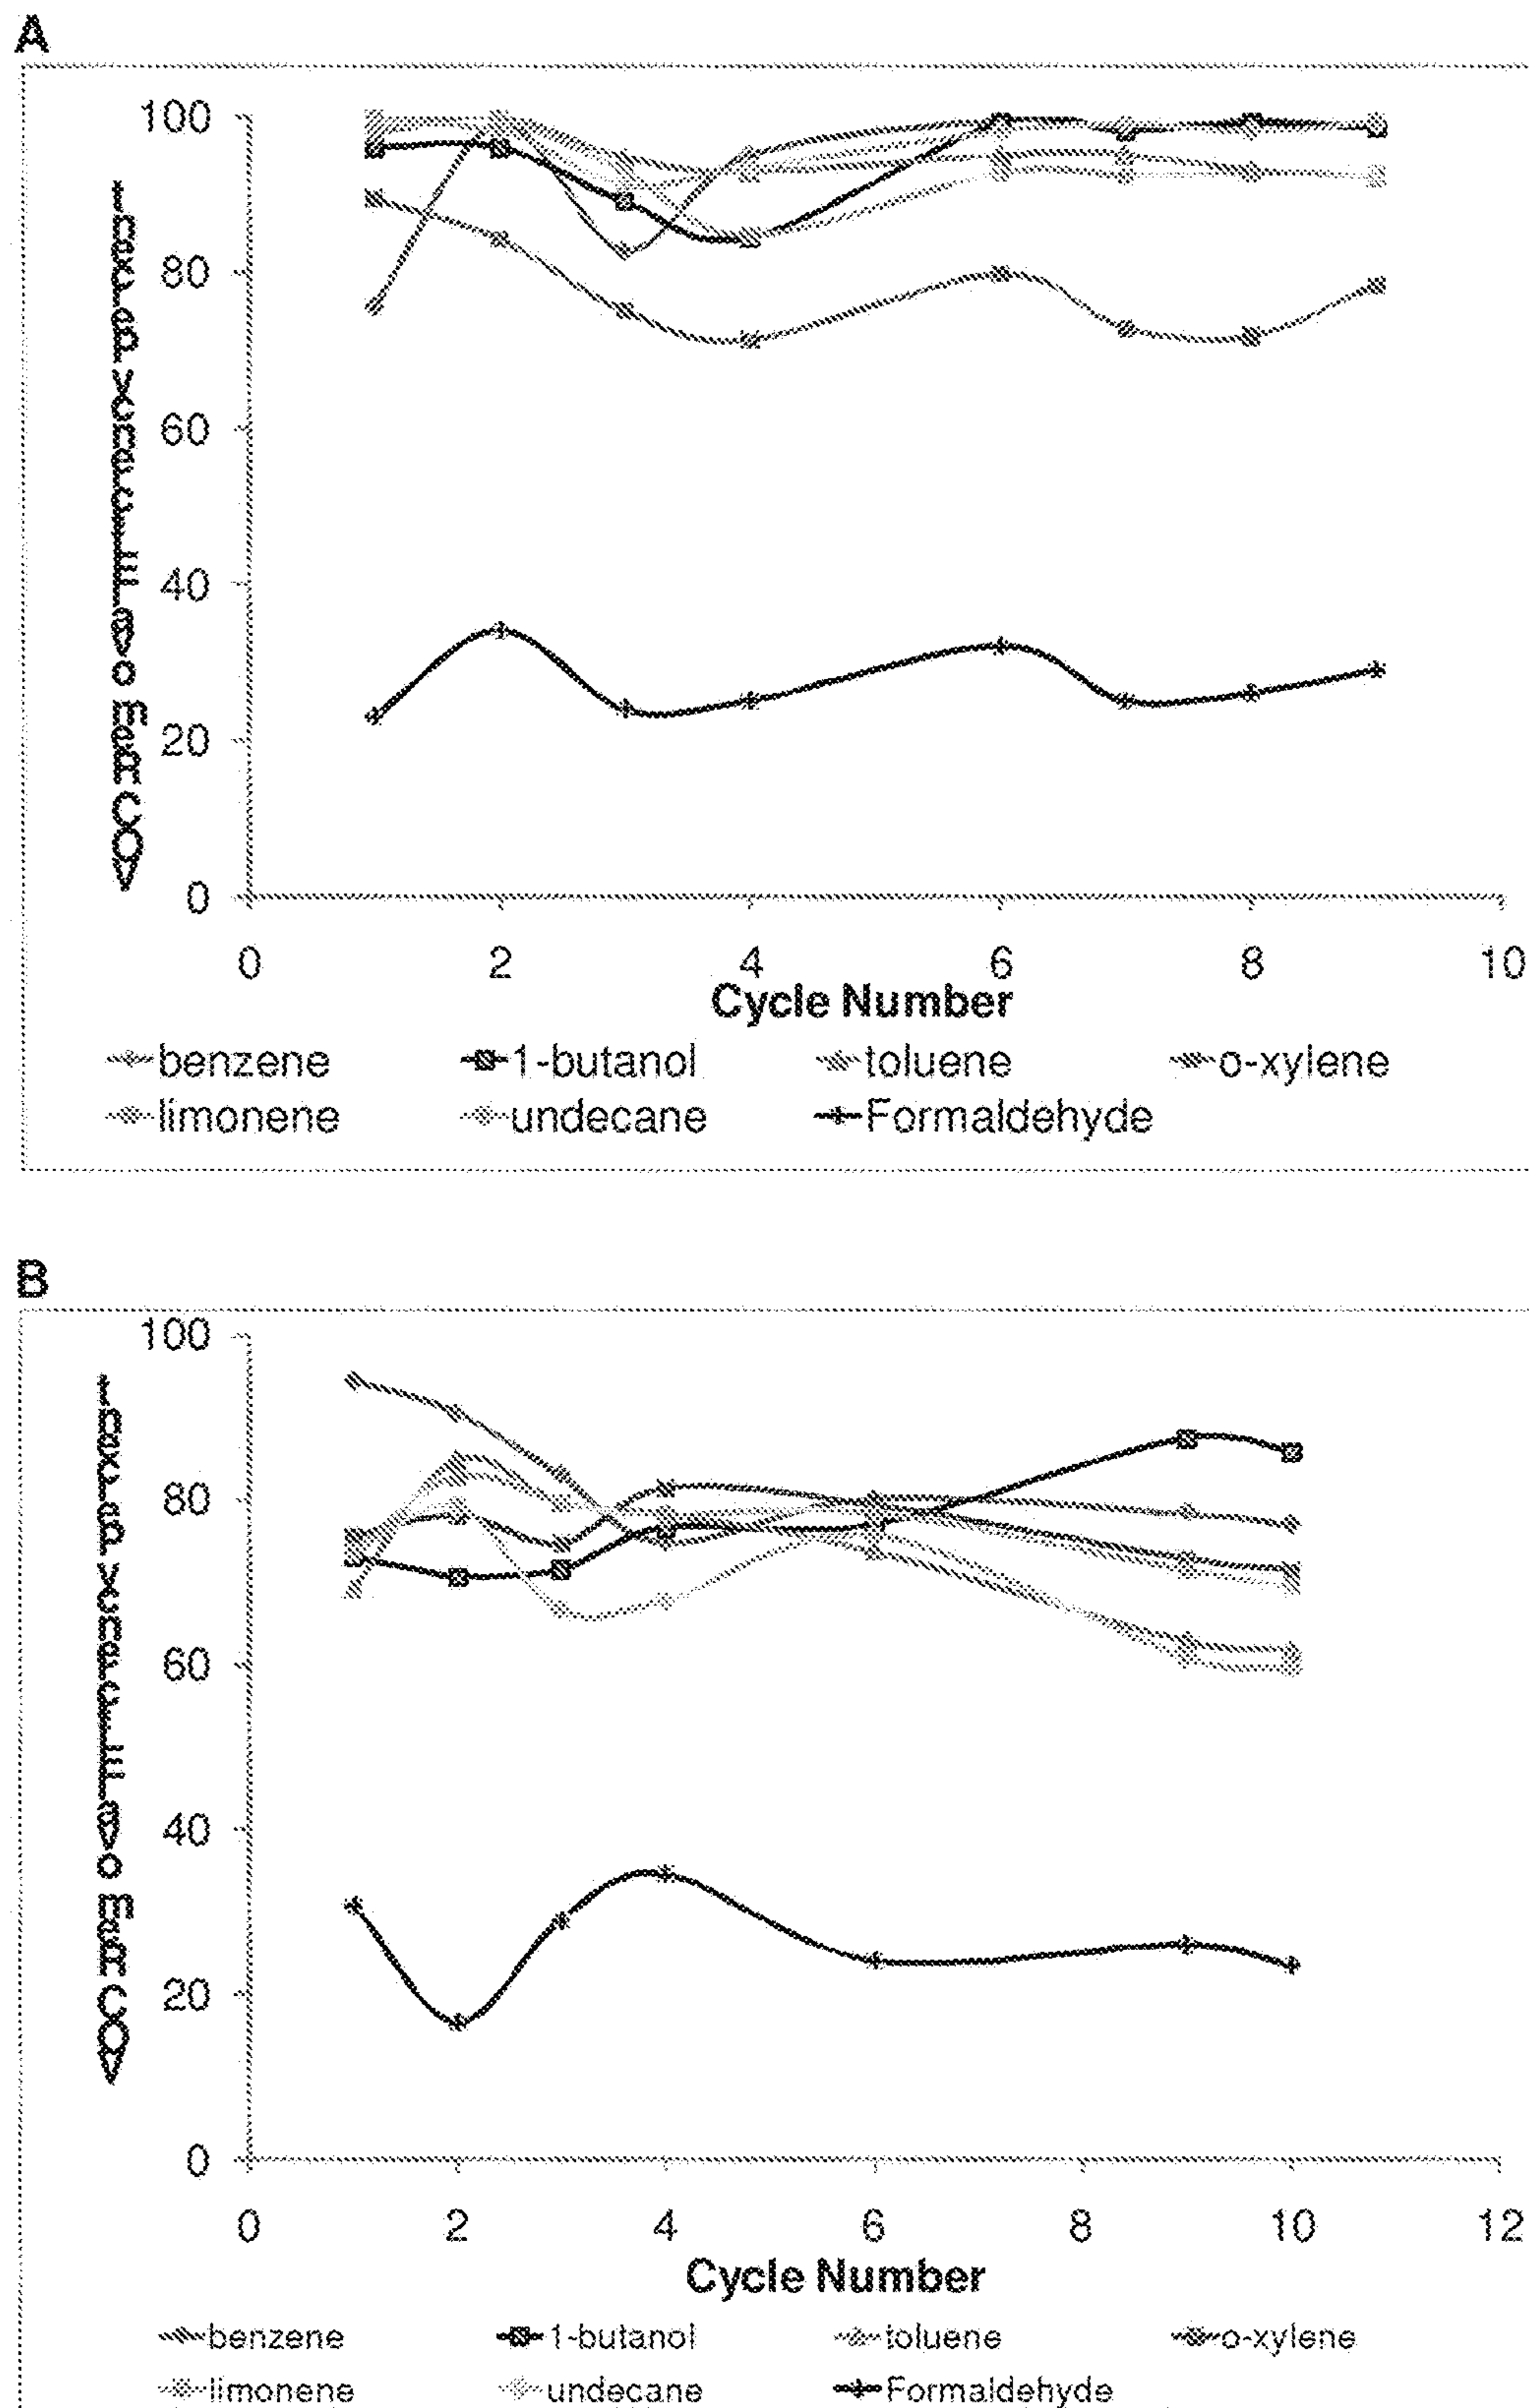 A
100
80
60
40
20
0
0 2 4 6 8 10
Cycle Number
benzene 1-butanol toluene o-xylene
limonene undecane Formaldehyde
B
100
80
60
40
20
0
0 2 4 6 8 10 12
Cycle Number
benzene 1-butanol toluene o-xylene
limonene undecane Formaldehyde